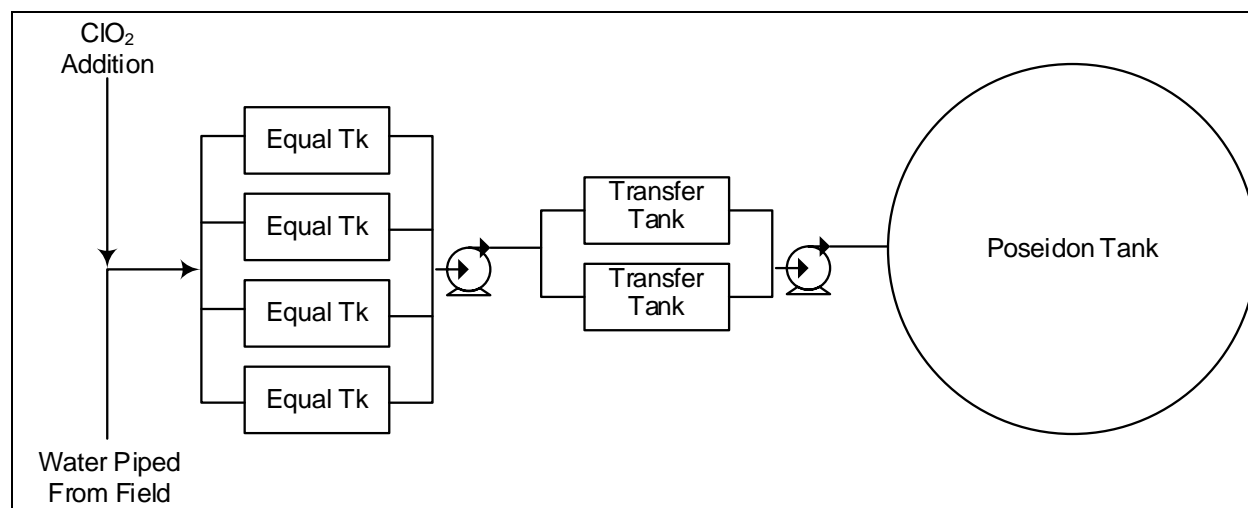 ClO₂
Addition
Equal Tk
Equal Tk
Equal Tk
Equal Tk
Transfer
Tank
Transfer
Tank
Poseidon Tank
Water Piped
From Field